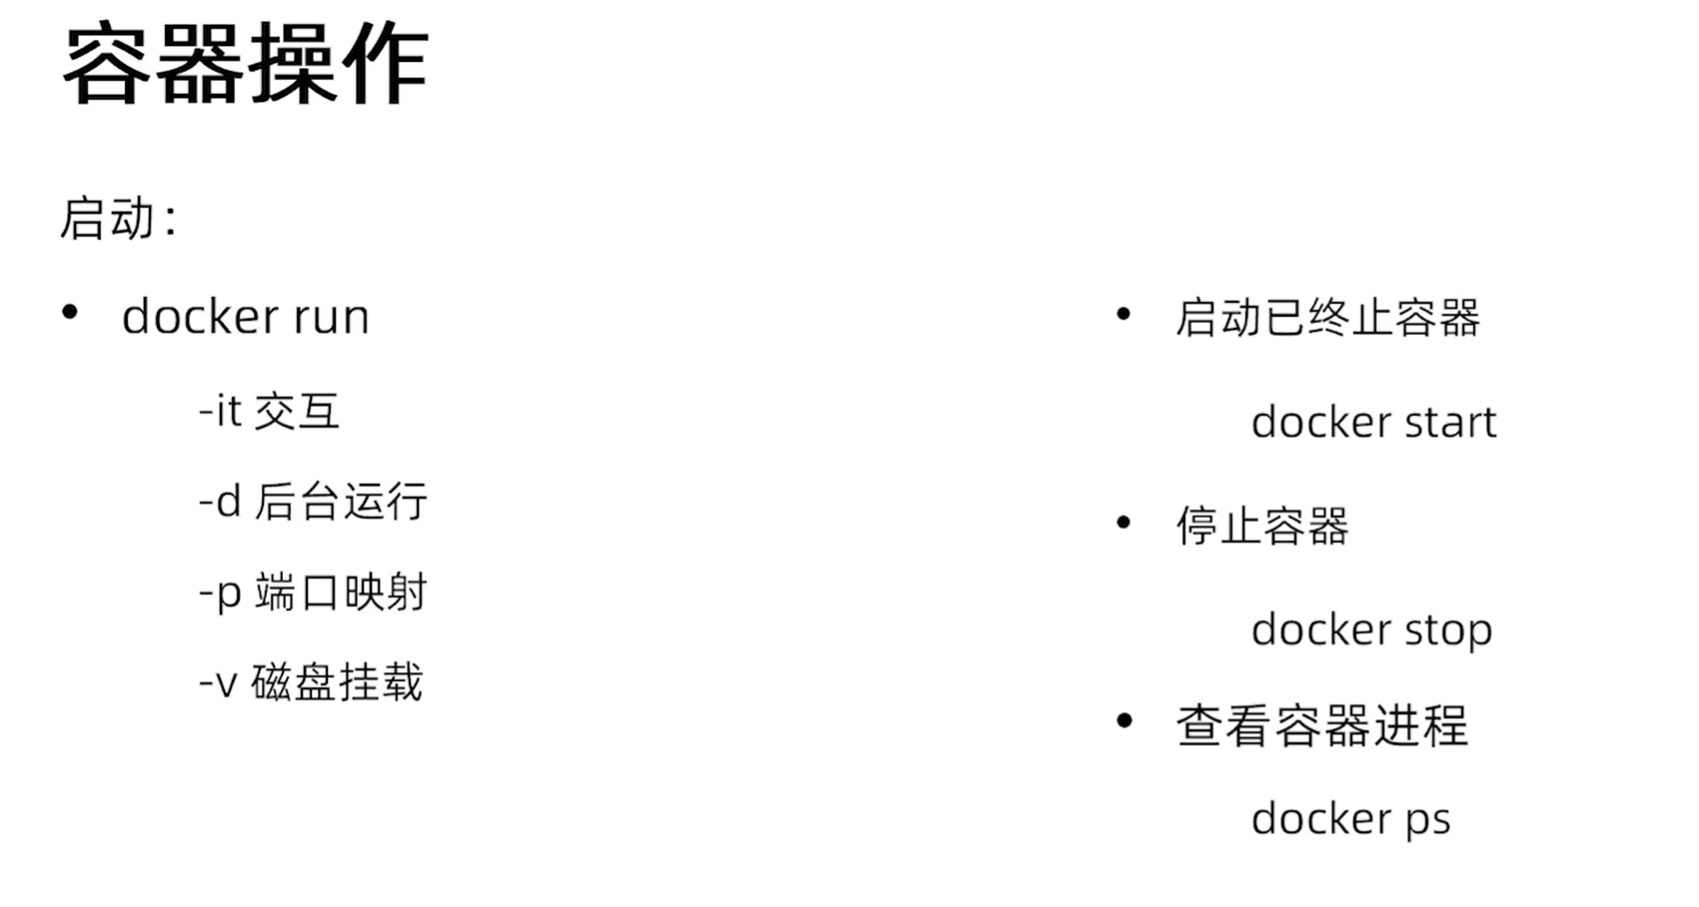 容器操作
启动：
• docker run
-it 交互
-d 后台运行
-p 端口映射
-v 磁盘挂载
• 启动已终止容器
docker start
• 停止容器
docker stop
• 查看容器进程
docker ps